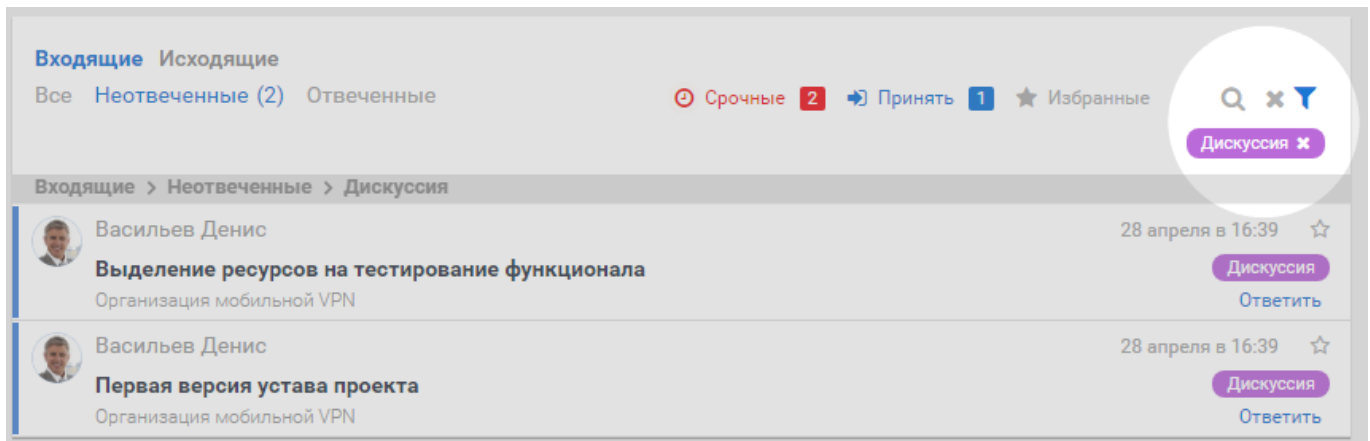 Входящие Исходящие
Все Неотвеченные (2) Отвеченные Срочные 2 Принять 1 Избранные
Дискуссия
Входящие > Неотвеченные > Дискуссия
Васильев Денис 28 апреля в 16:39
Выделение ресурсов на тестирование функционала Дискуссия
Организация мобильной VPN Ответить
Васильев Денис 28 апреля в 16:39
Первая версия устава проекта Дискуссия
Организация мобильной VPN Ответить